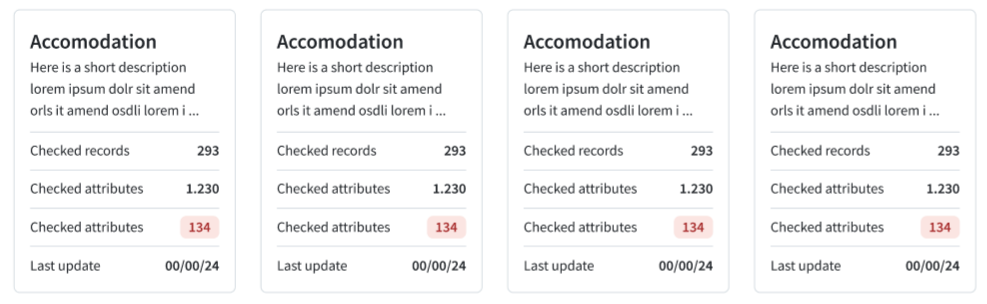 Accomodation
Here is a short description
lorem ipsum dolr sit amend
orls it amend osdli lorem i ...
Checked records 293
Checked attributes 1.230
Checked attributes 134
Last update 00/00/24
Accomodation
Here is a short description
lorem ipsum dolr sit amend
orls it amend osdli lorem i ...
Checked records 293
Checked attributes 1.230
Checked attributes 134
Last update 00/00/24
Accomodation
Here is a short description
lorem ipsum dolr sit amend
orls it amend osdli lorem i ...
Checked records 293
Checked attributes 1.230
Checked attributes 134
Last update 00/00/24
Accomodation
Here is a short description
lorem ipsum dolr sit amend
orls it amend osdli lorem i ...
Checked records 293
Checked attributes 1.230
Checked attributes 134
Last update 00/00/24